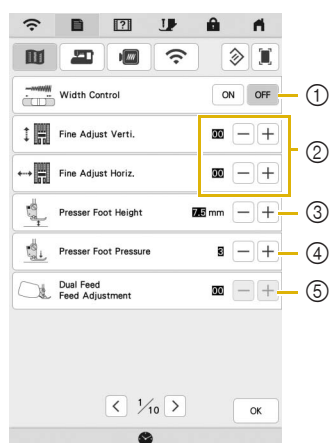 Width Control ON OFF ①
Fine Adjust Verti. 00 − +
②
Fine Adjust Horiz. 00 − +
Presser Foot Height 7.5 mm − + ③
Presser Foot Pressure 3 − + ④
Dual Feed
Feed Adjustment 00 − + ⑤
< 1/10 > OK